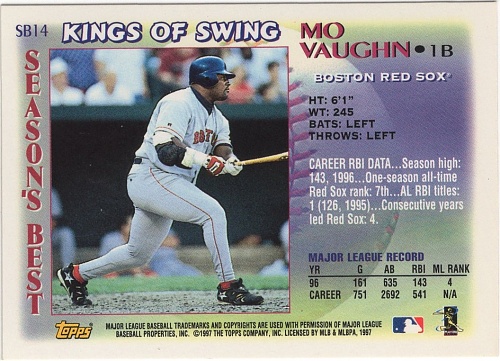 SB14
KINGS OF SWING
MO
VAUGHN • 1B
BOSTON RED SOX®
SEASON'S BEST
HT: 6'1"
WT: 245
BATS: LEFT
THROWS: LEFT
CAREER RBI DATA...Season high:
143, 1996...One-season all-time
Red Sox rank: 7th...AL RBI titles:
1 (126, 1995)...Consecutive years
led Red Sox: 4.
MAJOR LEAGUE RECORD
YR G AB RBI ML RANK
96 161 635 143 4
CAREER 751 2692 541 N/A
BOSTON
Topps
MAJOR LEAGUE BASEBALL TRADEMARKS AND COPYRIGHTS ARE USED WITH PERMISSION OF MAJOR LEAGUE
BASEBALL PROPERTIES, INC. ©1997 THE TOPPS COMPANY, INC. LICENSED BY MLB & MLBPA, 1997